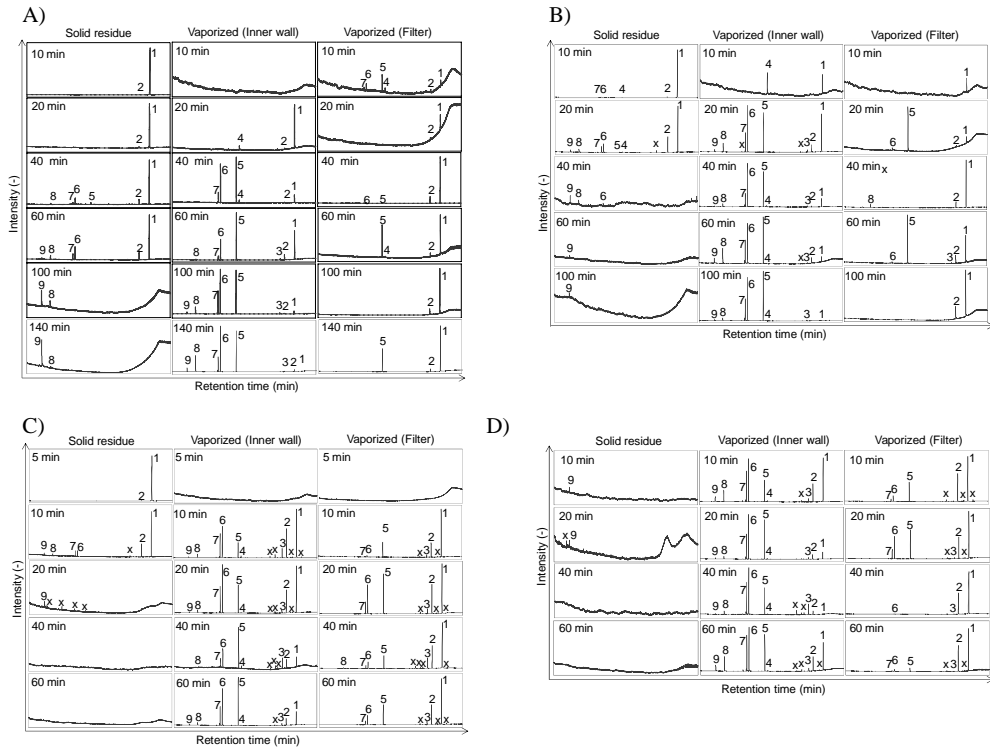 A)
Solid residue Vaporized (Inner wall) Vaporized (Filter)
Intensity (-)
10 min 2 1
10 min
10 min 7 6 5 4 2 1
20 min 2 1
20 min 4 2 1
20 min 2 1
40 min 8 7 6 5 2 1
40 min 7 6 5 4 2 1
40 min 6 5 2 1
60 min 9 8 7 6 2 1
60 min 8 7 6 5 3 2 1
60 min 5 4 2 1
100 min 9 8
100 min 9 8 7 6 5 3 2 1
100 min 2 1
140 min 9 8
140 min 9 8 7 6 5 3 2 1
140 min 5 2 1
Retention time (min)
B)
Solid residue Vaporized (Inner wall) Vaporized (Filter)
Intensity (-)
10 min 7 6 4 2 1
10 min 4 1
10 min 1
20 min 9 8 7 6 5 4 x 2 1
20 min 9 8 7 x 6 5 x 3 2 1
20 min 6 5 2 1
40 min 9 8 6
40 min 9 8 7 6 5 4 3 2 1
40 min x 8 2 1
60 min 9
60 min 9 8 7 6 5 4 x 3 2 1
60 min 6 5 2 1
100 min 9
100 min 9 8 7 6 5 4 3 1
100 min 2 1
Retention time (min)
C)
Solid residue Vaporized (Inner wall) Vaporized (Filter)
Intensity (-)
5 min 2 1
5 min
5 min
10 min 9 8 7 6 x 2 1
10 min 9 8 7 6 5 4 x x 3 2 x 1 x
10 min 7 6 5 x 3 2 1 x
20 min 9 x x x x
20 min 9 8 7 6 5 4 x x 3 2 1 x
20 min 7 6 5 x 3 2 1 x
40 min
40 min 8 7 6 5 4 x x x 3 2 1
40 min 8 7 6 5 x x x 3 2 1 x
60 min
60 min 9 8 7 6 5 4 x 3 2 1
60 min 7 6 5 x 3 2 1 x
Retention time (min)
D)
Solid residue Vaporized (Inner wall) Vaporized (Filter)
Intensity (-)
10 min 9
10 min 9 8 7 6 5 4 x x 3 2 1
10 min 7 6 5 x 2 x 1 x
20 min x 9
20 min 9 8 7 6 5 4 3 2 1
20 min 7 6 5 x x 3 2 1 x
40 min
40 min 9 8 7 6 5 4 x x 3 2 1
40 min 6 3 2 1
60 min
60 min 9 8 7 6 5 4 x x 3 2 x 1
60 min 7 6 5 x 3 2 x 1
Retention time (min)